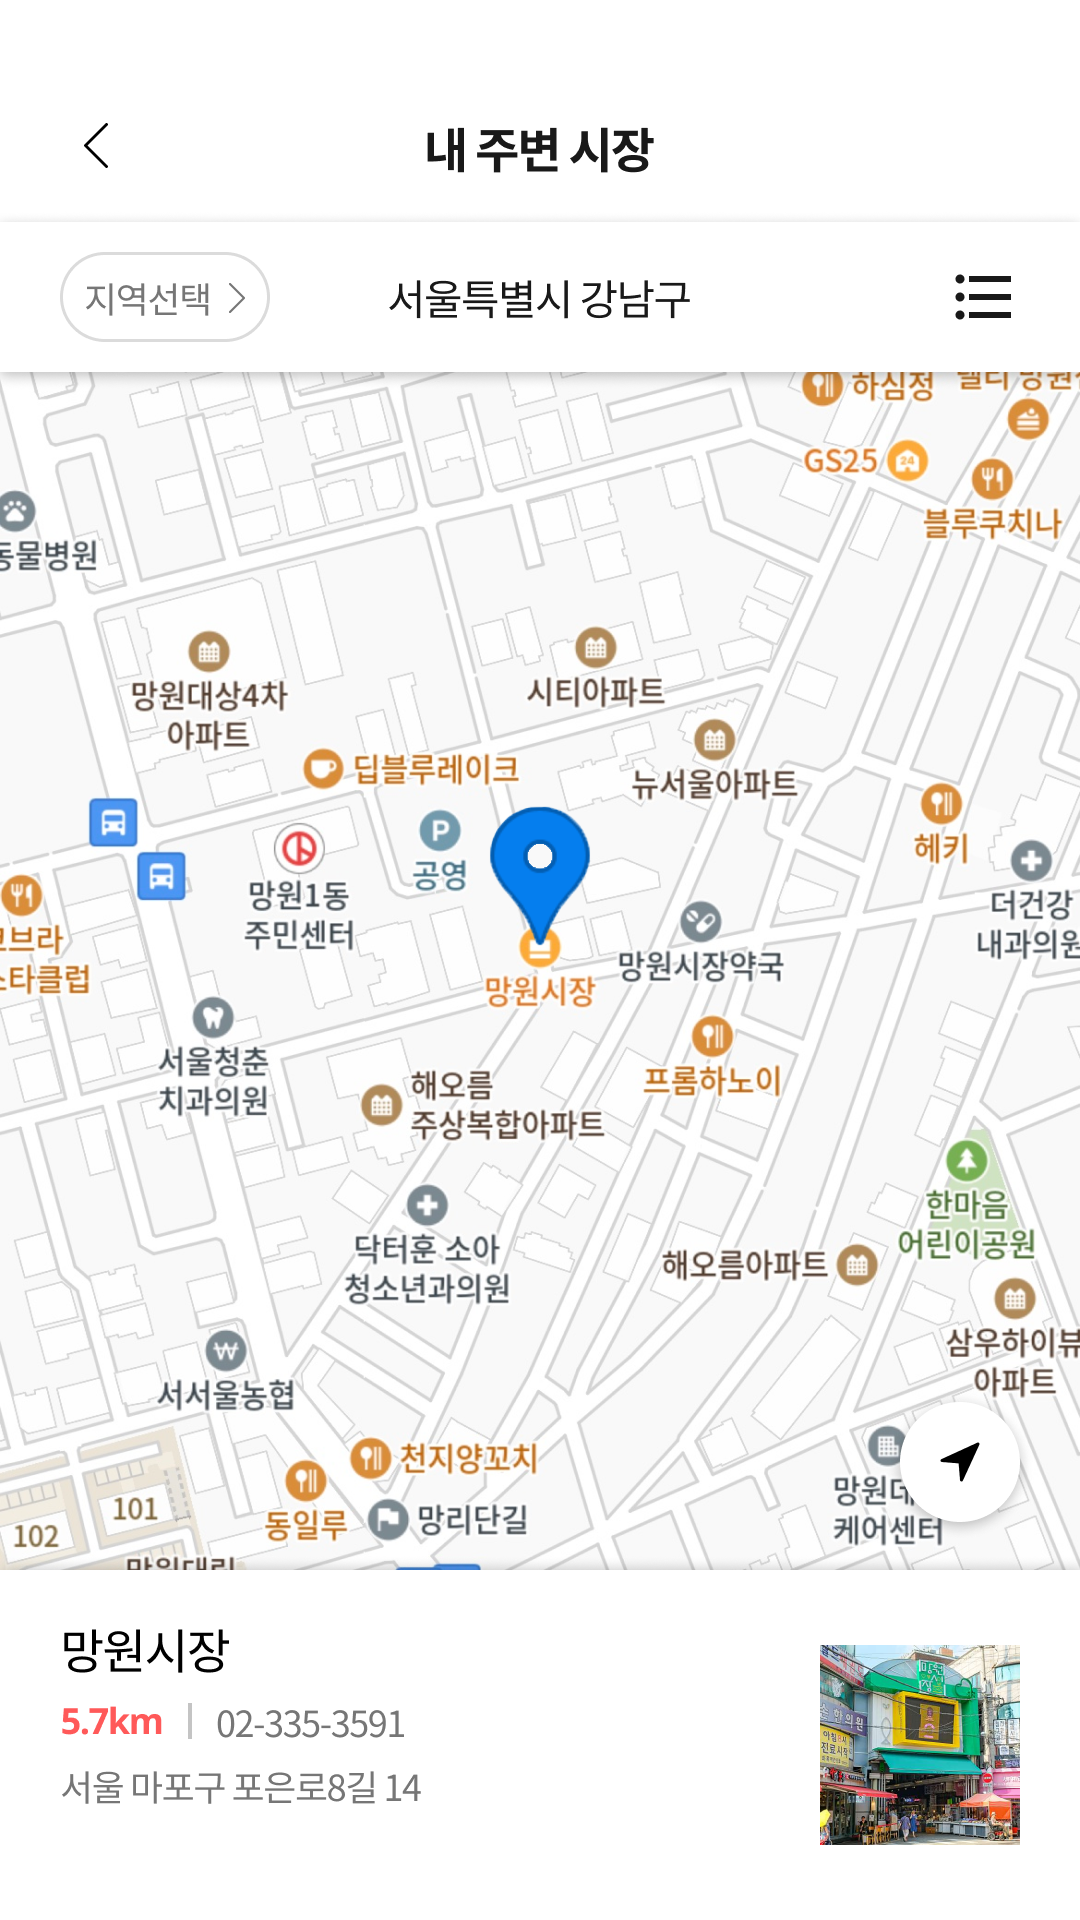 내 주변 시장
지역선택
서울특별시 강남구
하심정
GS25
24
블루쿠치나
동물병원
망원대상4차
아파트
시티아파트
딥블루레이크
뉴서울아파트
P
공영
헤키
망원1동
주민센터
더건강
내과의원
망원시장
망원시장약국
서울청춘
치과의원
프롬하노이
해오름
주상복합아파트
한마음
어린이공원
닥터훈 소아
청소년과의원
해오름아파트
삼우하이뷰
아파트
서서울농협
천지양꼬치
동일루
망리단길
101
102
케어센터
망원시장
5.7km
02-335-3591
서울 마포구 포은로8길 14